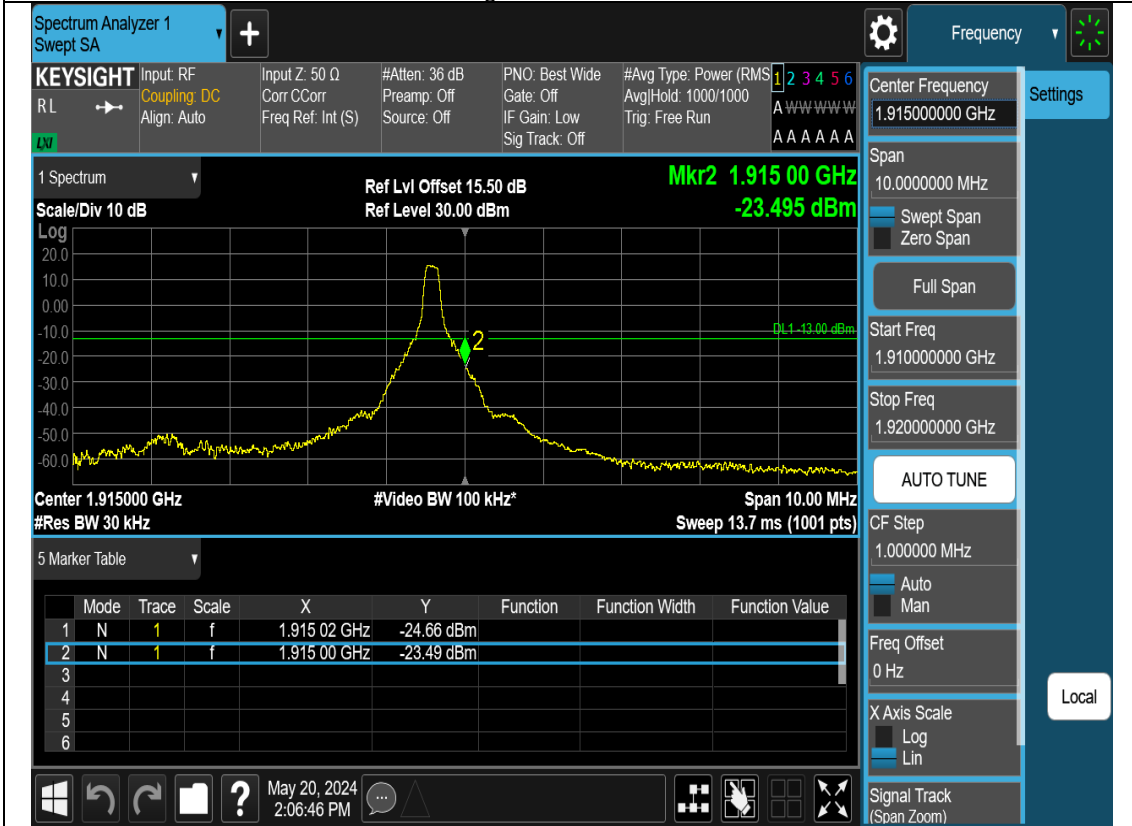 Spectrum Analyzer 1
Swept SA
Frequency
KEYSIGHT
RL
LXI
Input: RF
Coupling: DC
Align: Auto
Input Z: 50 Ω
Corr CCorr
Freq Ref: Int (S)
#Atten: 36 dB
Preamp: Off
Source: Off
PNO: Best Wide
Gate: Off
IF Gain: Low
Sig Track: Off
#Avg Type: Power (RMS
Avg|Hold: 1000/1000
Trig: Free Run
1 2 3 4 5 6
A W W W W W
A A A A A A
1 Spectrum
Scale/Div 10 dB
Ref Lvl Offset 15.50 dB
Ref Level 30.00 dBm
Mkr2 1.915 00 GHz
-23.495 dBm
Log
20.0
10.0
0.00
-10.0
-20.0
-30.0
-40.0
-50.0
-60.0
DL1 -13.00 dBm
2
Center 1.915000 GHz
#Video BW 100 kHz*
Span 10.00 MHz
#Res BW 30 kHz
Sweep 13.7 ms (1001 pts)
5 Marker Table
Mode Trace Scale X Y Function Function Width Function Value
1 N 1 f 1.915 02 GHz -24.66 dBm
2 N 1 f 1.915 00 GHz -23.49 dBm
3
4
5
6
?
May 20, 2024
2:06:46 PM
Center Frequency
1.915000000 GHz
Settings
Span
10.0000000 MHz
Swept Span
Zero Span
Full Span
Start Freq
1.910000000 GHz
Stop Freq
1.920000000 GHz
AUTO TUNE
CF Step
1.000000 MHz
Auto
Man
Freq Offset
0 Hz
Local
X Axis Scale
Log
Lin
Signal Track
(Span Zoom)